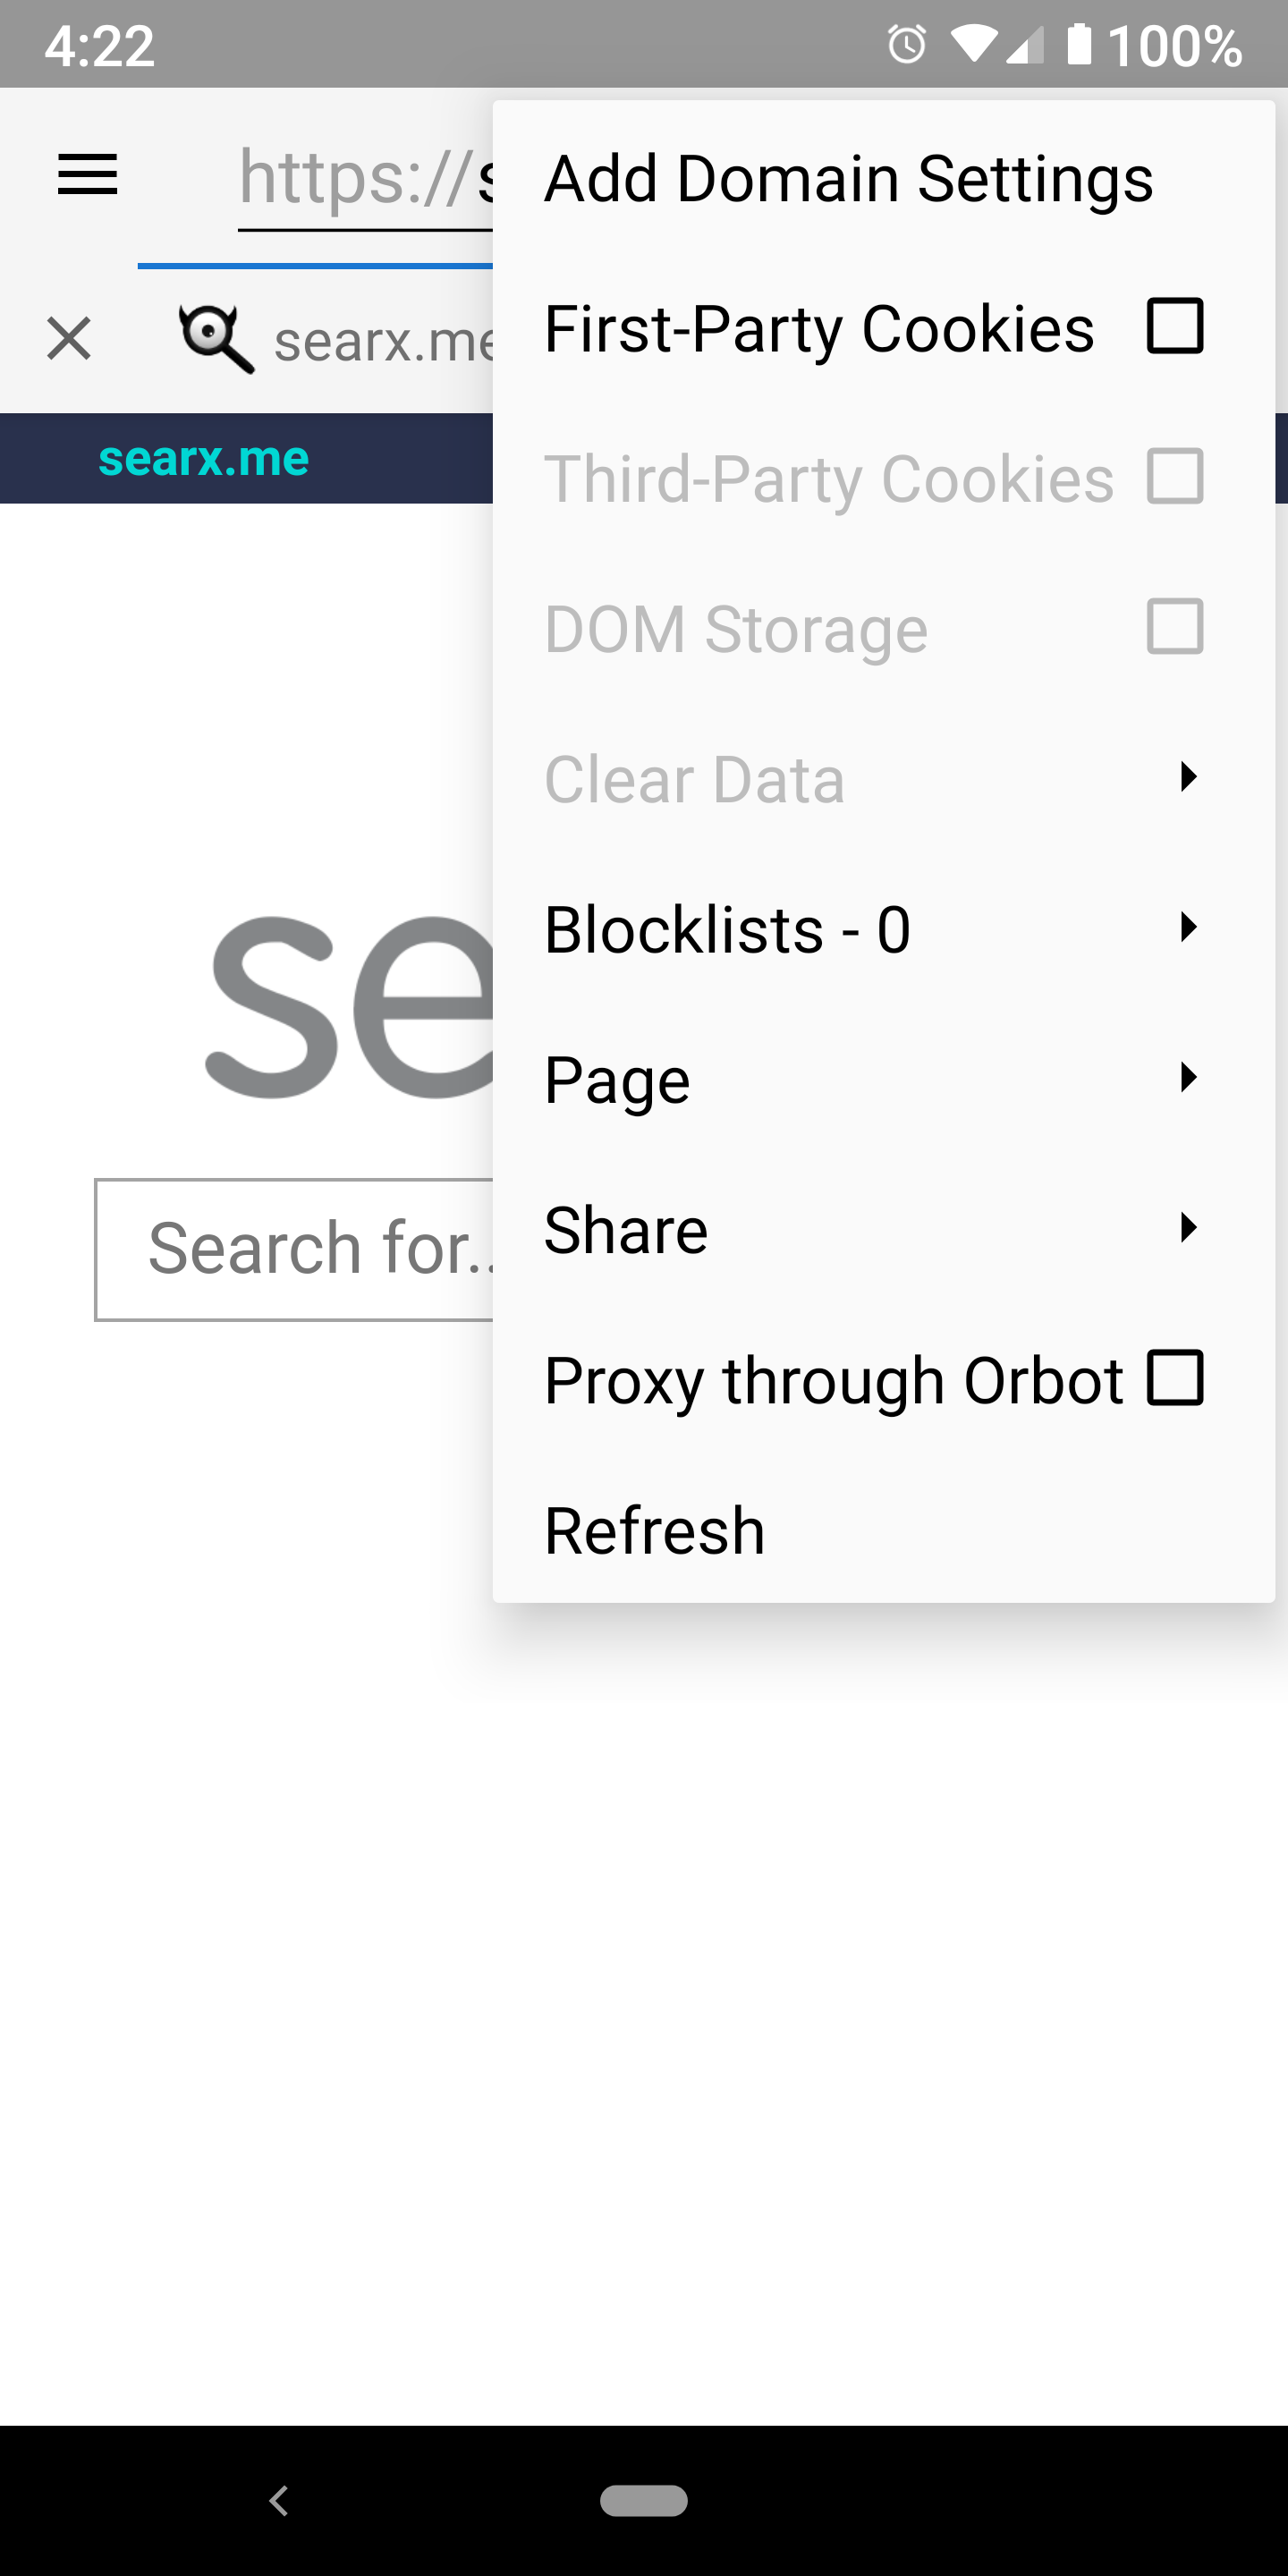 4:22 100%
https://s
Add Domain Settings
First-Party Cookies
searx.me
Third-Party Cookies
searx.me
DOM Storage
Clear Data
Blocklists - 0
se
Page
Share
Search for..
Proxy through Orbot
Refresh